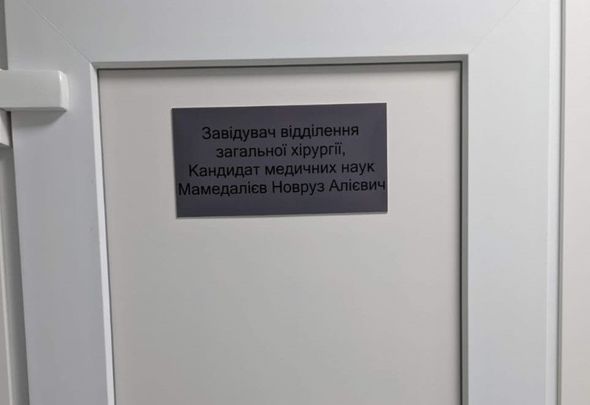 Завідувач відділення
загальної хірургії,
Кандидат медичних наук
Мамедалієв Новруз Алієвич